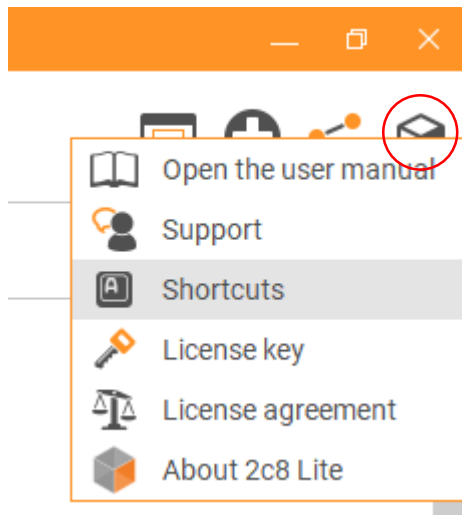 Open the user manual
Support
A
Shortcuts
License key
License agreement
About 2c8 Lite